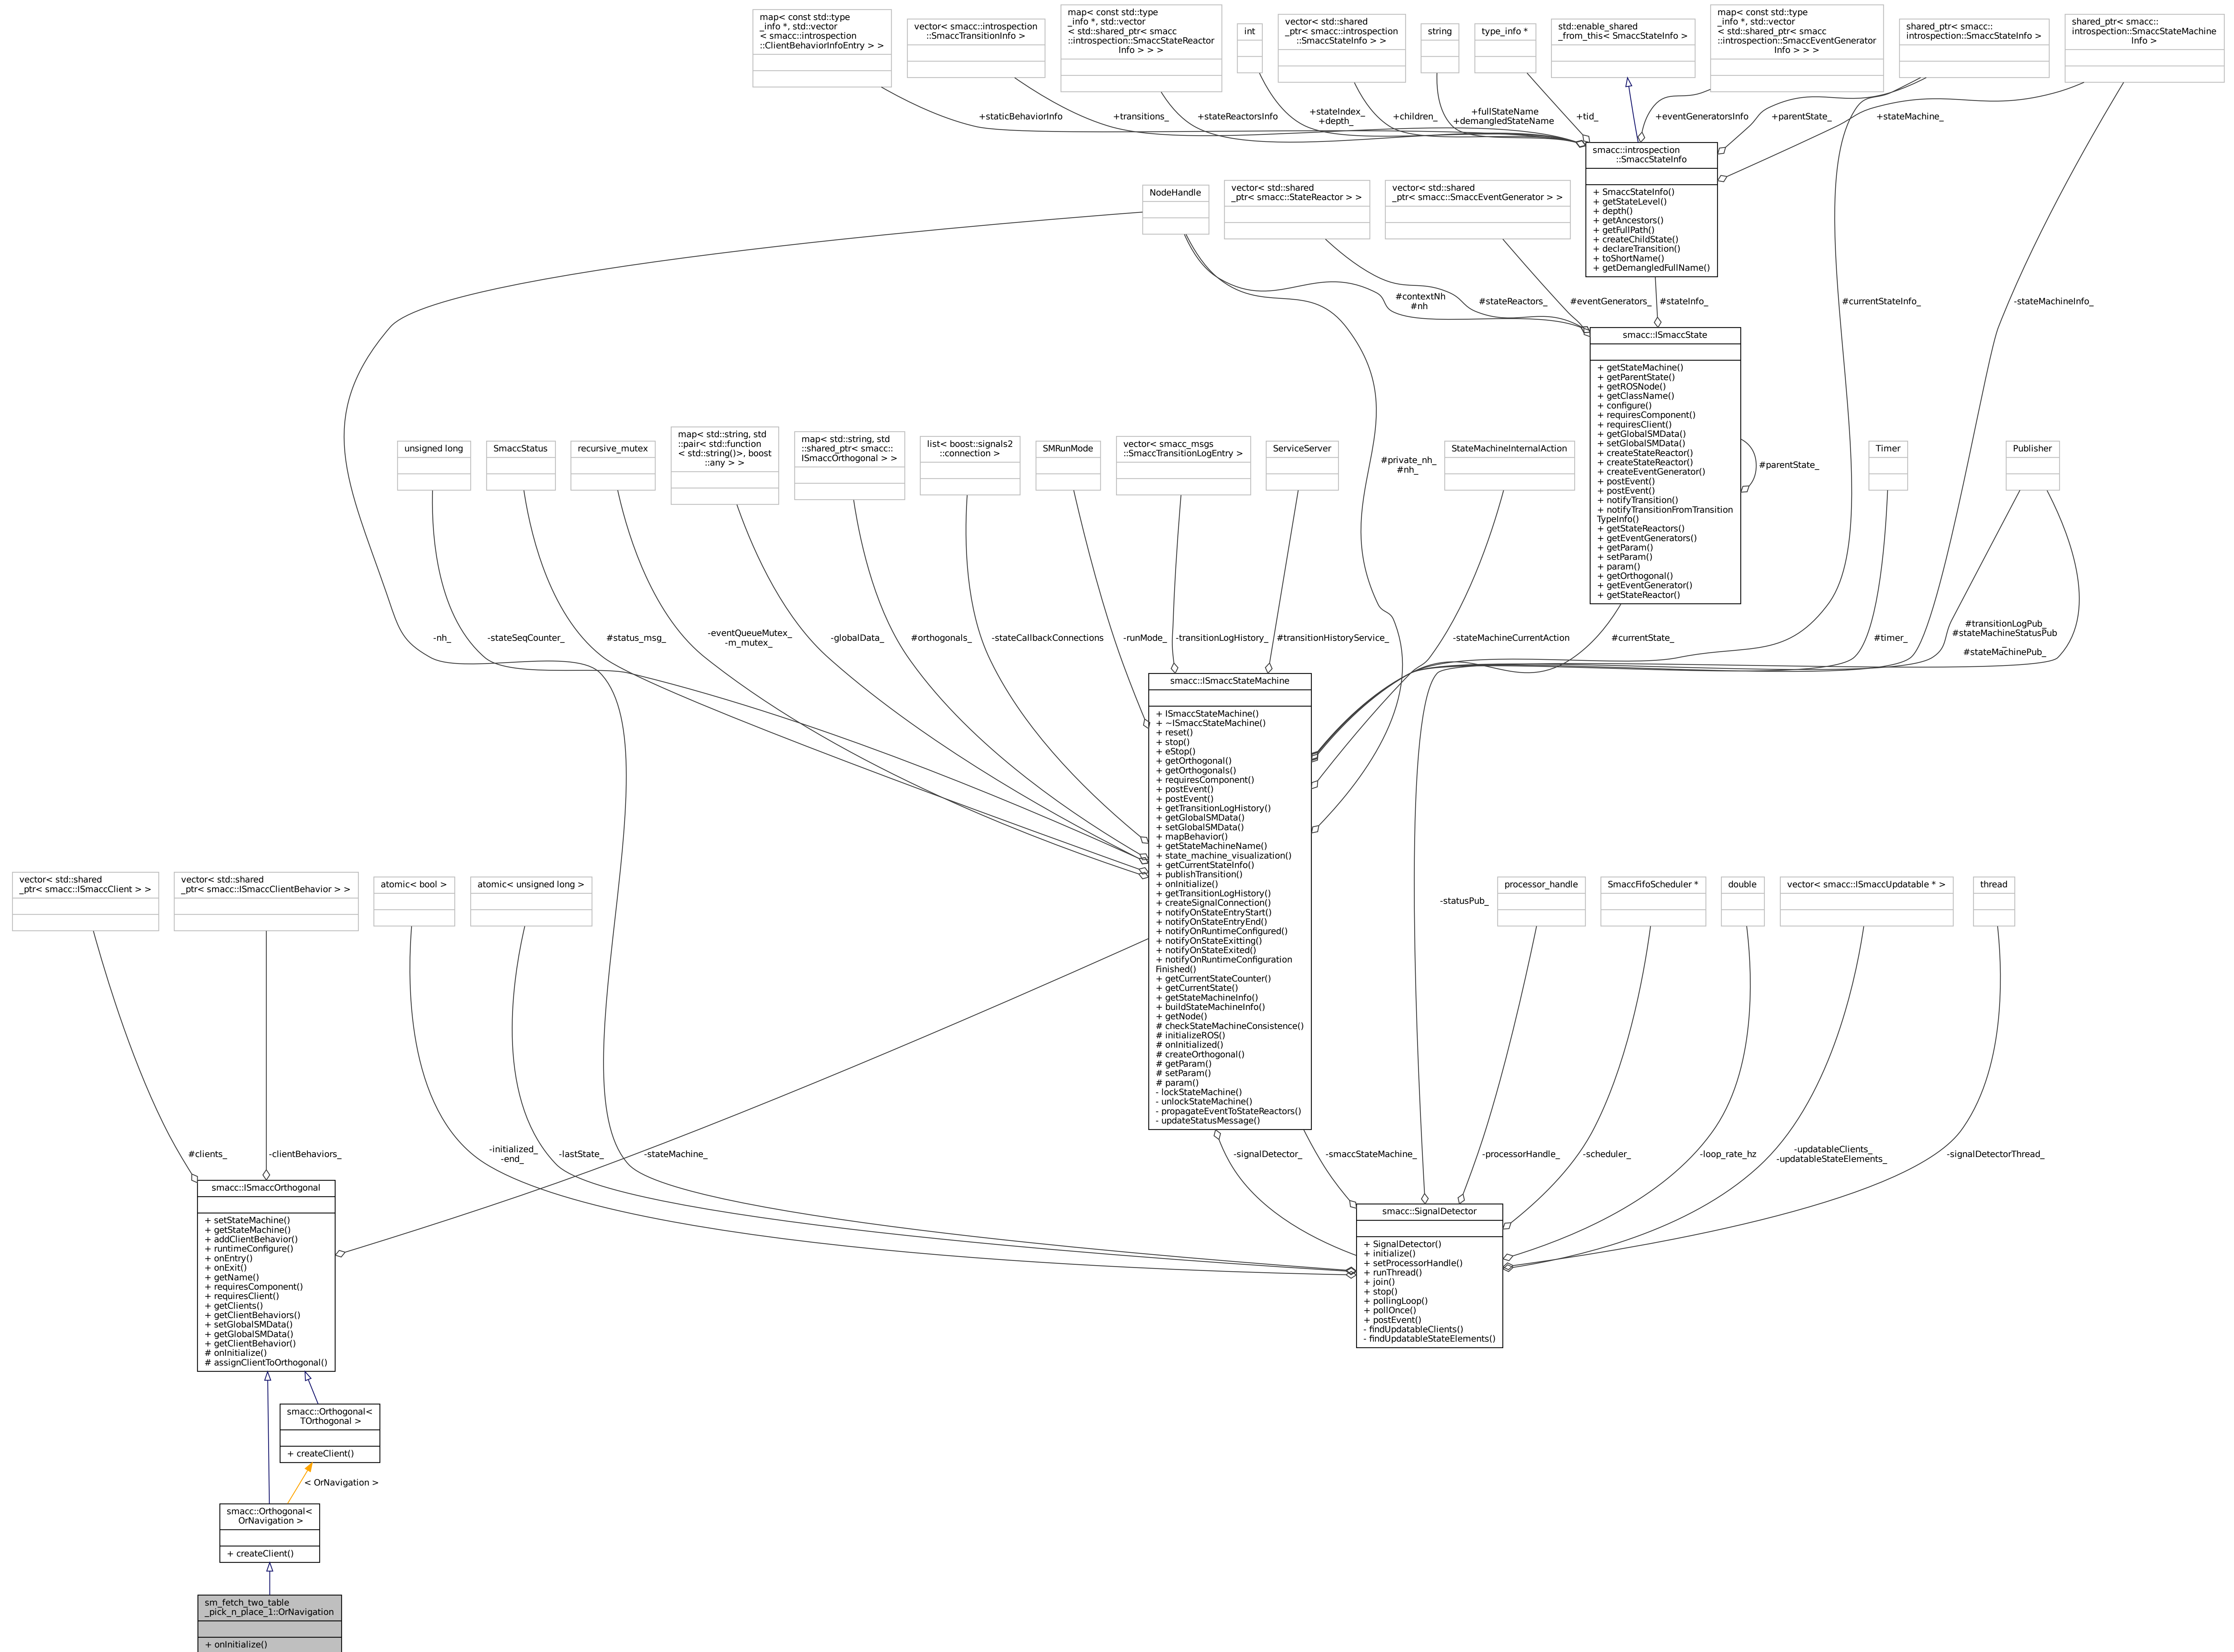 map< const std::type
_info *, std::vector
< smacc::introspection
::ClientBehaviorInfoEntry > >
vector< smacc::introspection
::SmaccTransitionInfo >
map< const std::type
_info *, std::vector
< std::shared_ptr< smacc
::introspection::SmaccStateReactor
Info > > >
int
vector< std::shared
_ptr< smacc::introspection
::SmaccStateInfo > >
string
type_info *
std::enable_shared
_from_this< SmaccStateInfo >
map< const std::type
_info *, std::vector
< std::shared_ptr< smacc
::introspection::SmaccEventGenerator
Info > > >
shared_ptr< smacc::
introspection::SmaccStateInfo >
shared_ptr< smacc::
introspection::SmaccStateMachine
Info >
+staticBehaviorInfo
+transitions_
+stateReactorsInfo
+stateIndex_
+depth_
+children_
+fullStateName
+demangledStateName
+tid_
+eventGeneratorsInfo
+parentState_
+stateMachine_
smacc::introspection
::SmaccStateInfo
+ SmaccStateInfo()
+ getStateLevel()
+ depth()
+ getAncestors()
+ getFullPath()
+ createChildState()
+ declareTransition()
+ toShortName()
+ getDemangledFullName()
NodeHandle
vector< std::shared
_ptr< smacc::StateReactor > >
vector< std::shared
_ptr< smacc::SmaccEventGenerator > >
#contextNh
#nh
#stateReactors_
#eventGenerators_
#stateInfo_
#currentStateInfo_
-stateMachineInfo_
smacc::ISmaccState
+ getStateMachine()
+ getParentState()
+ getROSNode()
+ getClassName()
+ configure()
+ requiresComponent()
+ requiresClient()
+ getGlobalSMData()
+ setGlobalSMData()
+ createStateReactor()
+ createStateReactor()
+ createEventGenerator()
+ postEvent()
+ postEvent()
+ notifyTransition()
+ notifyTransitionFromTransition
TypeInfo()
+ getStateReactors()
+ getEventGenerators()
+ getParam()
+ setParam()
+ param()
+ getOrthogonal()
+ getEventGenerator()
+ getStateReactor()
#parentState_
unsigned long
SmaccStatus
recursive_mutex
map< std::string, std
::pair< std::function
< std::string()>, boost
::any > >
map< std::string, std
::shared_ptr< smacc::
ISmaccOrthogonal > >
list< boost::signals2
::connection >
SMRunMode
vector< smacc_msgs
::SmaccTransitionLogEntry >
ServiceServer
#private_nh_
#nh_
StateMachineInternalAction
Timer
Publisher
-nh_
-stateSeqCounter_
#status_msg_
-eventQueueMutex_
-m_mutex_
-globalData_
#orthogonals_
-stateCallbackConnections
-runMode_
-transitionLogHistory_
#transitionHistoryService_
-stateMachineCurrentAction
#currentState_
#timer_
#transitionLogPub_
#stateMachineStatusPub
_
#stateMachinePub_
smacc::ISmaccStateMachine
+ ISmaccStateMachine()
+ ~ISmaccStateMachine()
+ reset()
+ stop()
+ eStop()
+ getOrthogonal()
+ getOrthogonals()
+ requiresComponent()
+ postEvent()
+ postEvent()
+ getTransitionLogHistory()
+ getGlobalSMData()
+ setGlobalSMData()
+ mapBehavior()
+ getStateMachineName()
+ state_machine_visualization()
+ getCurrentStateInfo()
+ publishTransition()
+ onInitialize()
+ getTransitionLogHistory()
+ createSignalConnection()
+ notifyOnStateEntryStart()
+ notifyOnStateEntryEnd()
+ notifyOnRuntimeConfigured()
+ notifyOnStateExitting()
+ notifyOnStateExited()
+ notifyOnRuntimeConfiguration
Finished()
+ getCurrentStateCounter()
+ getCurrentState()
+ getStateMachineInfo()
+ buildStateMachineInfo()
+ getNode()
# checkStateMachineConsistence()
# initializeROS()
# onInitialized()
# createOrthogonal()
# getParam()
# setParam()
# param()
- lockStateMachine()
- unlockStateMachine()
- propagateEventToStateReactors()
- updateStatusMessage()
vector< std::shared
_ptr< smacc::ISmaccClient > >
vector< std::shared
_ptr< smacc::ISmaccClientBehavior > >
atomic< bool >
atomic< unsigned long >
-statusPub_
processor_handle
SmaccFifoScheduler *
double
vector< smacc::ISmaccUpdatable * >
thread
#clients_
-clientBehaviors_
-initialized_
-end_
-lastState_
-stateMachine_
-signalDetector_
-smaccStateMachine_
-processorHandle_
-scheduler_
-loop_rate_hz
-updatableClients_
-updatableStateElements_
-signalDetectorThread_
smacc::ISmaccOrthogonal
+ setStateMachine()
+ getStateMachine()
+ addClientBehavior()
+ runtimeConfigure()
+ onEntry()
+ onExit()
+ getName()
+ requiresComponent()
+ requiresClient()
+ getClients()
+ getClientBehaviors()
+ setGlobalSMData()
+ getGlobalSMData()
+ getClientBehavior()
# onInitialize()
# assignClientToOrthogonal()
smacc::SignalDetector
+ SignalDetector()
+ initialize()
+ setProcessorHandle()
+ runThread()
+ join()
+ stop()
+ pollingLoop()
+ pollOnce()
+ postEvent()
- findUpdatableClients()
- findUpdatableStateElements()
smacc::Orthogonal<
TOrthogonal >
+ createClient()
< OrNavigation >
smacc::Orthogonal<
OrNavigation >
+ createClient()
sm_fetch_two_table
_pick_n_place_1::OrNavigation
+ onInitialize()